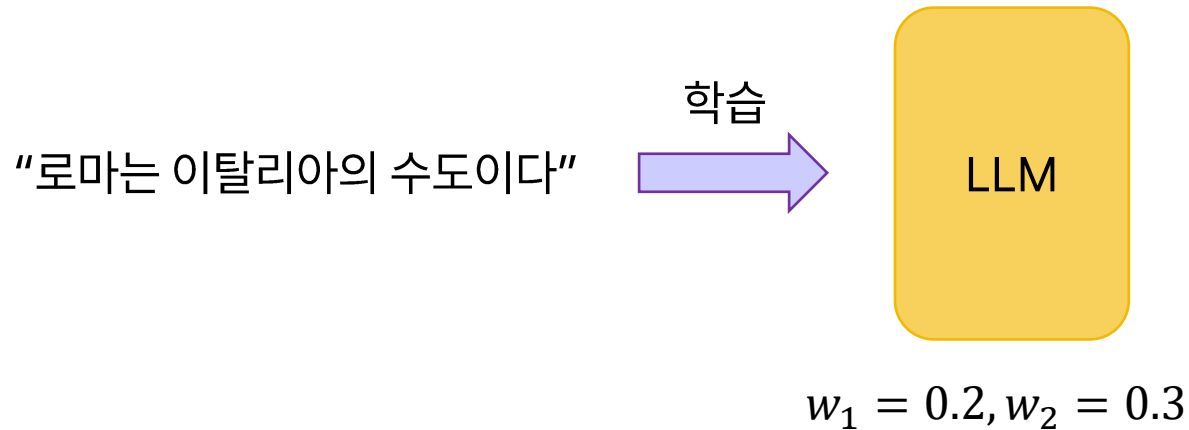 학습
“로마는 이탈리아의 수도이다”
LLM
w₁ = 0.2, w₂ = 0.3